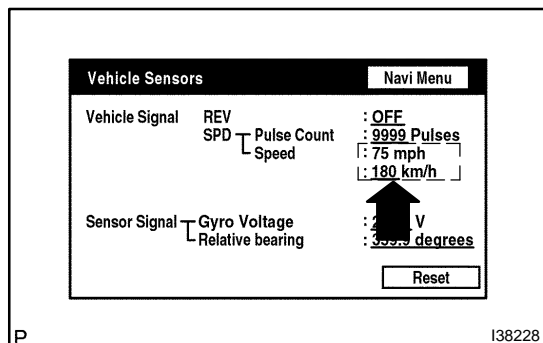 Vehicle Sensors Navi Menu
Vehicle Signal REV : OFF
SPD Pulse Count : 9999 Pulses
Speed : 75 mph
: 180 km/h
Sensor Signal Gyro Voltage : V
Relative bearing : degrees
Reset
P I38228